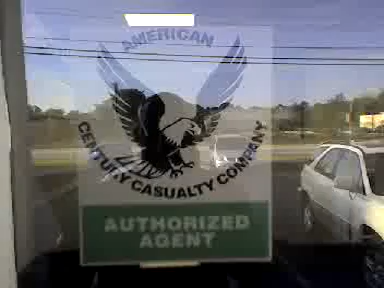 AMERICAN
CENTURY CASUALTY COMPANY
AUTHORIZED
AGENT